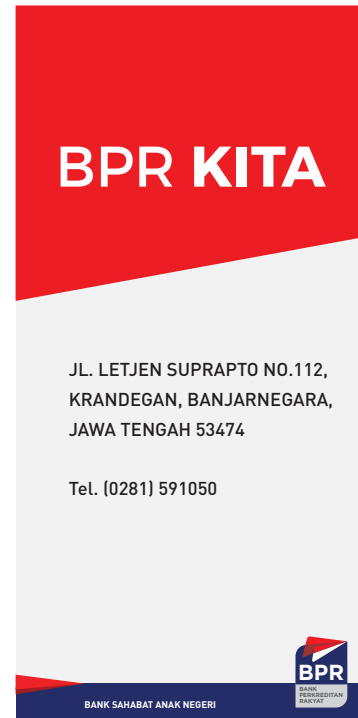 BPR KITA
JL. LETJEN SUPRAPTO NO.112,
KRANDEGAN, BANJARNEGARA,
JAWA TENGAH 53474
Tel. (0281) 591050
BPR
BANK
PERKREDITAN
RAKYAT
BANK SAHABAT ANAK NEGERI